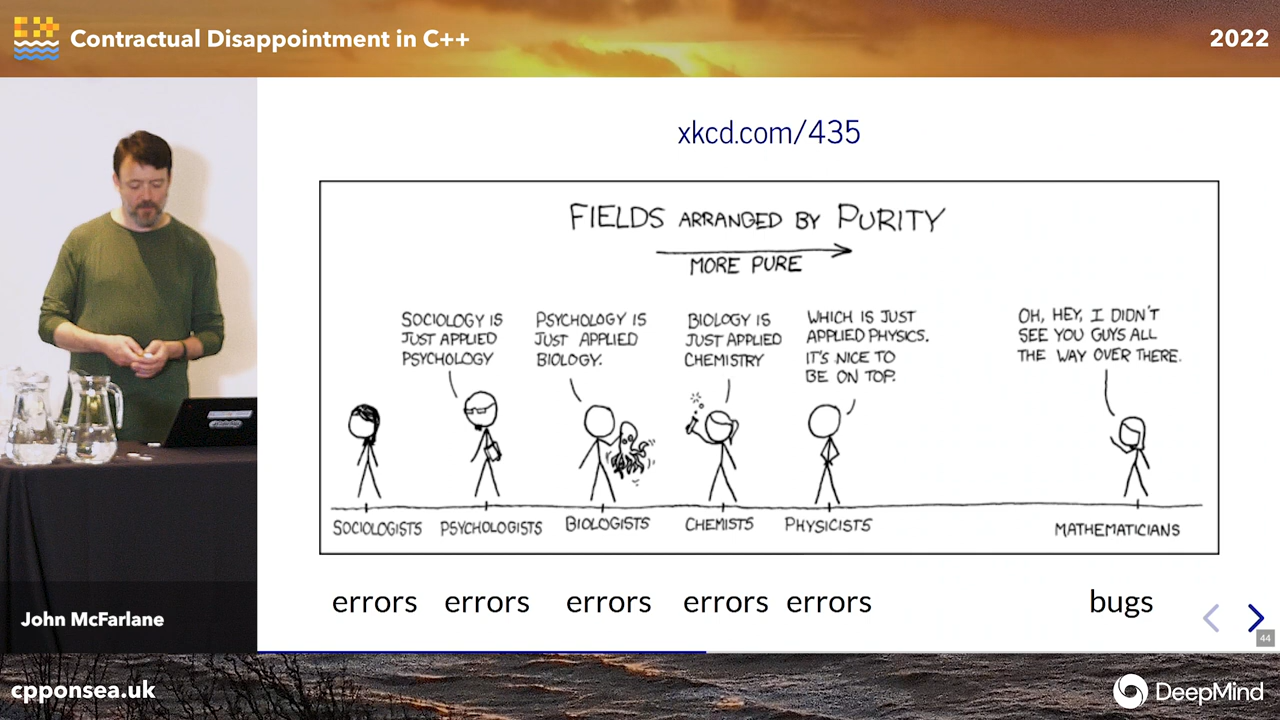 Contractual Disappointment in C++
2022
xkcd.com/435
FIELDS ARRANGED BY PURITY
MORE PURE
SOCIOLOGY IS
JUST APPLIED
PSYCHOLOGY
PSYCHOLOGY IS
JUST APPLIED
BIOLOGY.
BIOLOGY IS
JUST APPLIED
CHEMISTRY
WHICH IS JUST
APPLIED PHYSICS.
IT'S NICE TO
BE ON TOP.
OH, HEY, I DIDN'T
SEE YOU GUYS ALL
THE WAY OVER THERE.
SOCIOLOGISTS
PSYCHOLOGISTS
BIOLOGISTS
CHEMISTS
PHYSICISTS
MATHEMATICIANS
errors errors errors errors errors bugs
44
John McFarlane
cpponsea.uk
DeepMind